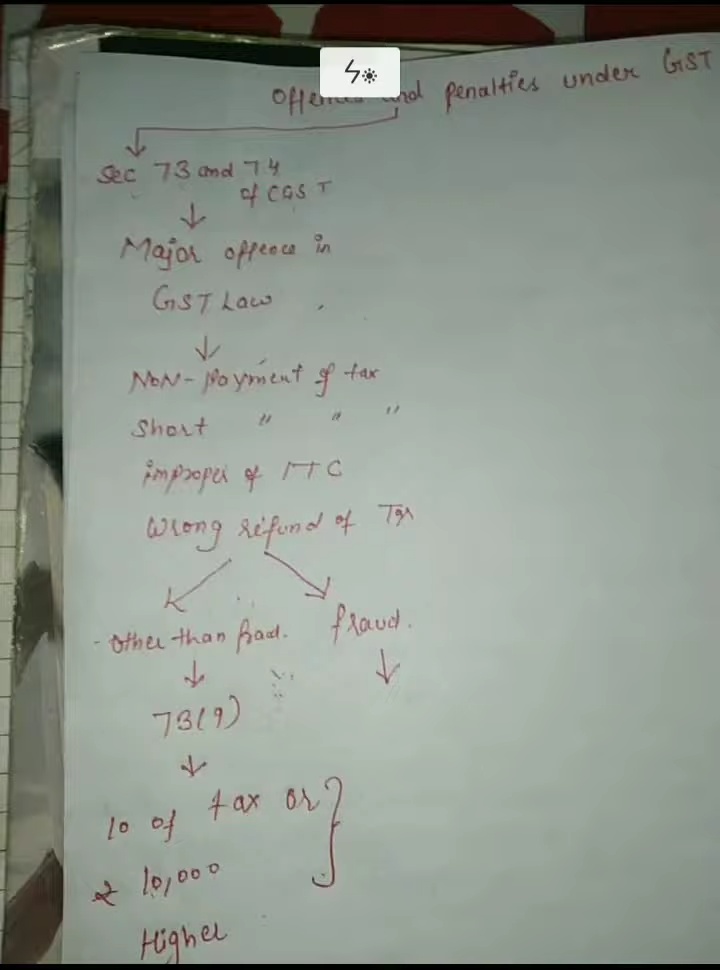 Offences and penalties under GST
Sec 73 and 74
of CGST
Major offence in
GST Law
Non-Payment of tax
Short " " "
improper of ITC
Wrong refund of
Other than frad. fraud.
73(9)
10 of tax or
₹ 10,000
Higher